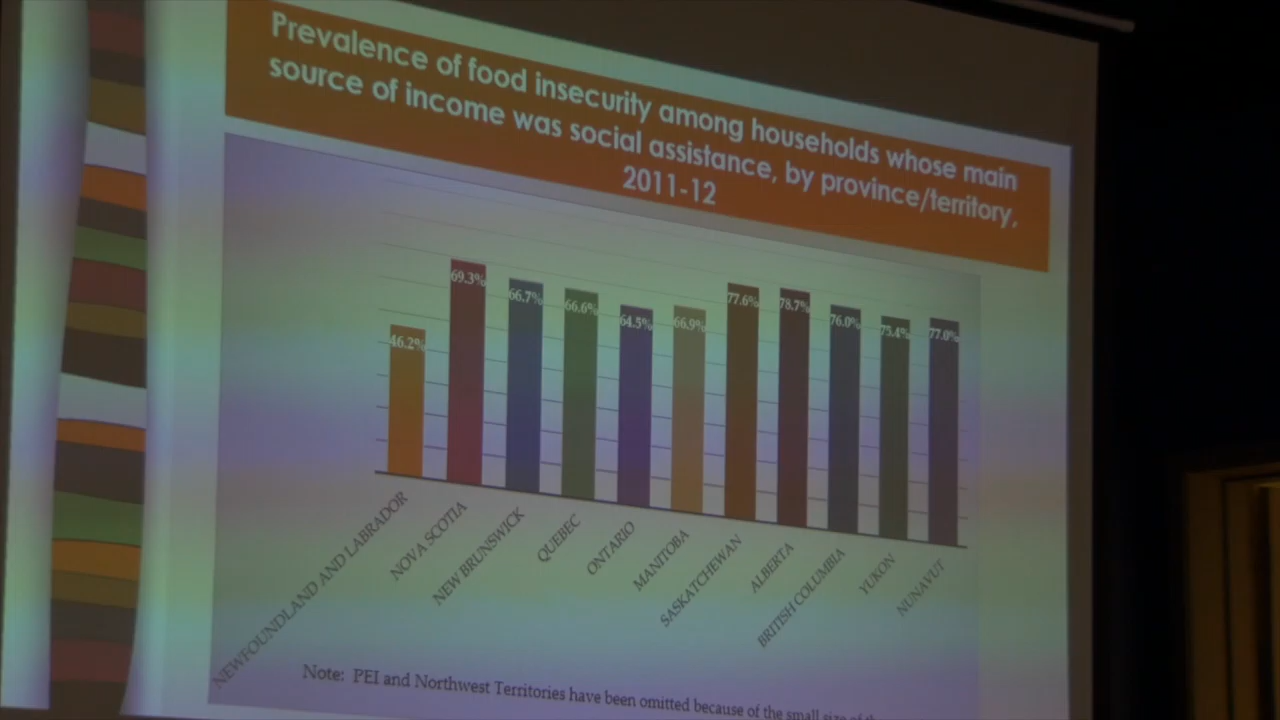 Prevalence of food insecurity among households whose main
source of income was social assistance, by province/territory,
2011-12
46.2%
69.3%
66.7%
66.6%
64.5%
66.9%
77.6%
78.7%
76.0%
75.4%
77.0%
NEWFOUNDLAND AND LABRADOR
NOVA SCOTIA
NEW BRUNSWICK
QUEBEC
ONTARIO
MANITOBA
SASKATCHEWAN
ALBERTA
BRITISH COLUMBIA
YUKON
NUNAVUT
Note: PEI and Northwest Territories have been omitted because of the small size of